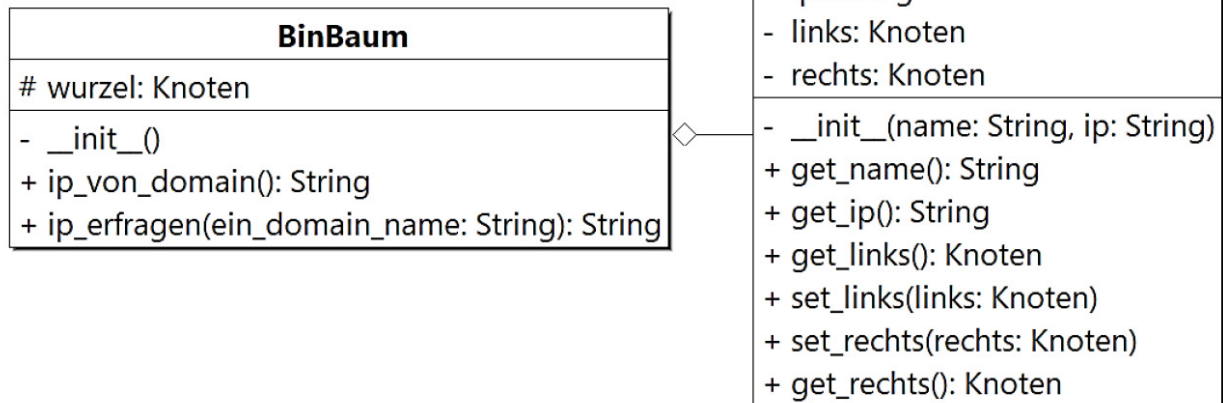 BinBaum
# wurzel: Knoten
- __init__()
+ ip_von_domain(): String
+ ip_erfragen(ein_domain_name: String): String
- links: Knoten
- rechts: Knoten
- __init__(name: String, ip: String)
+ get_name(): String
+ get_ip(): String
+ get_links(): Knoten
+ set_links(links: Knoten)
+ set_rechts(rechts: Knoten)
+ get_rechts(): Knoten